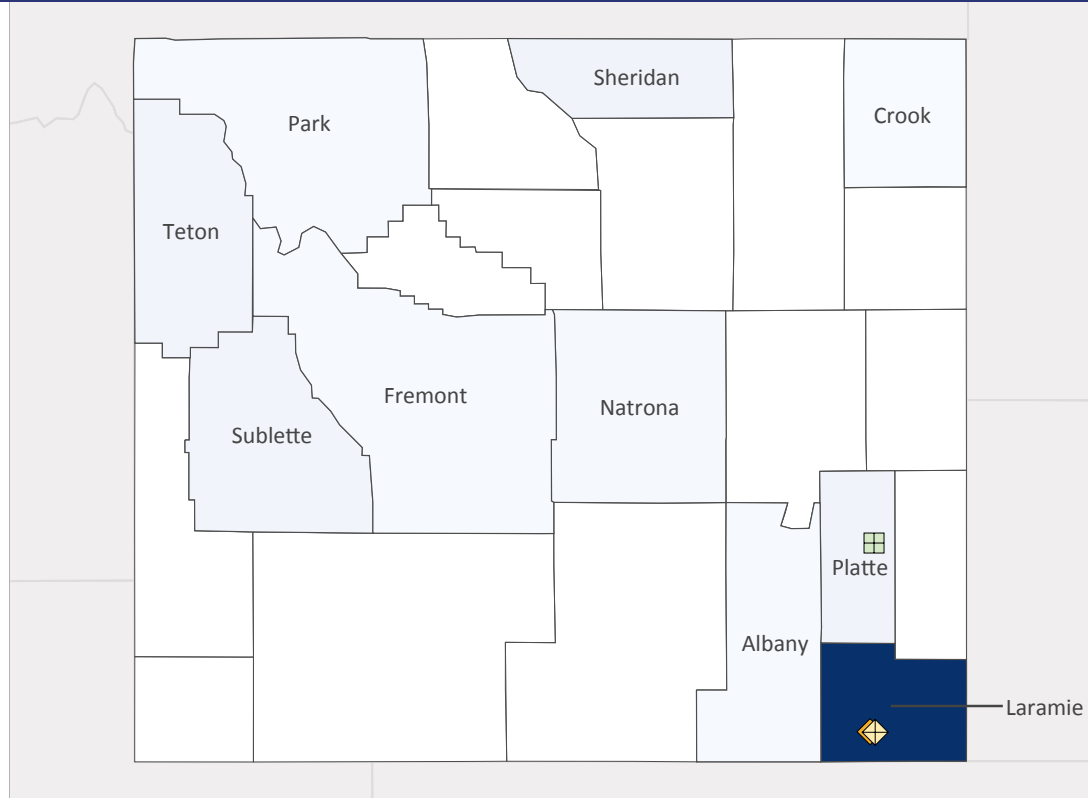 Sheridan
Park
Crook
Teton
Fremont
Natrona
Sublette
Platte
Albany
Laramie